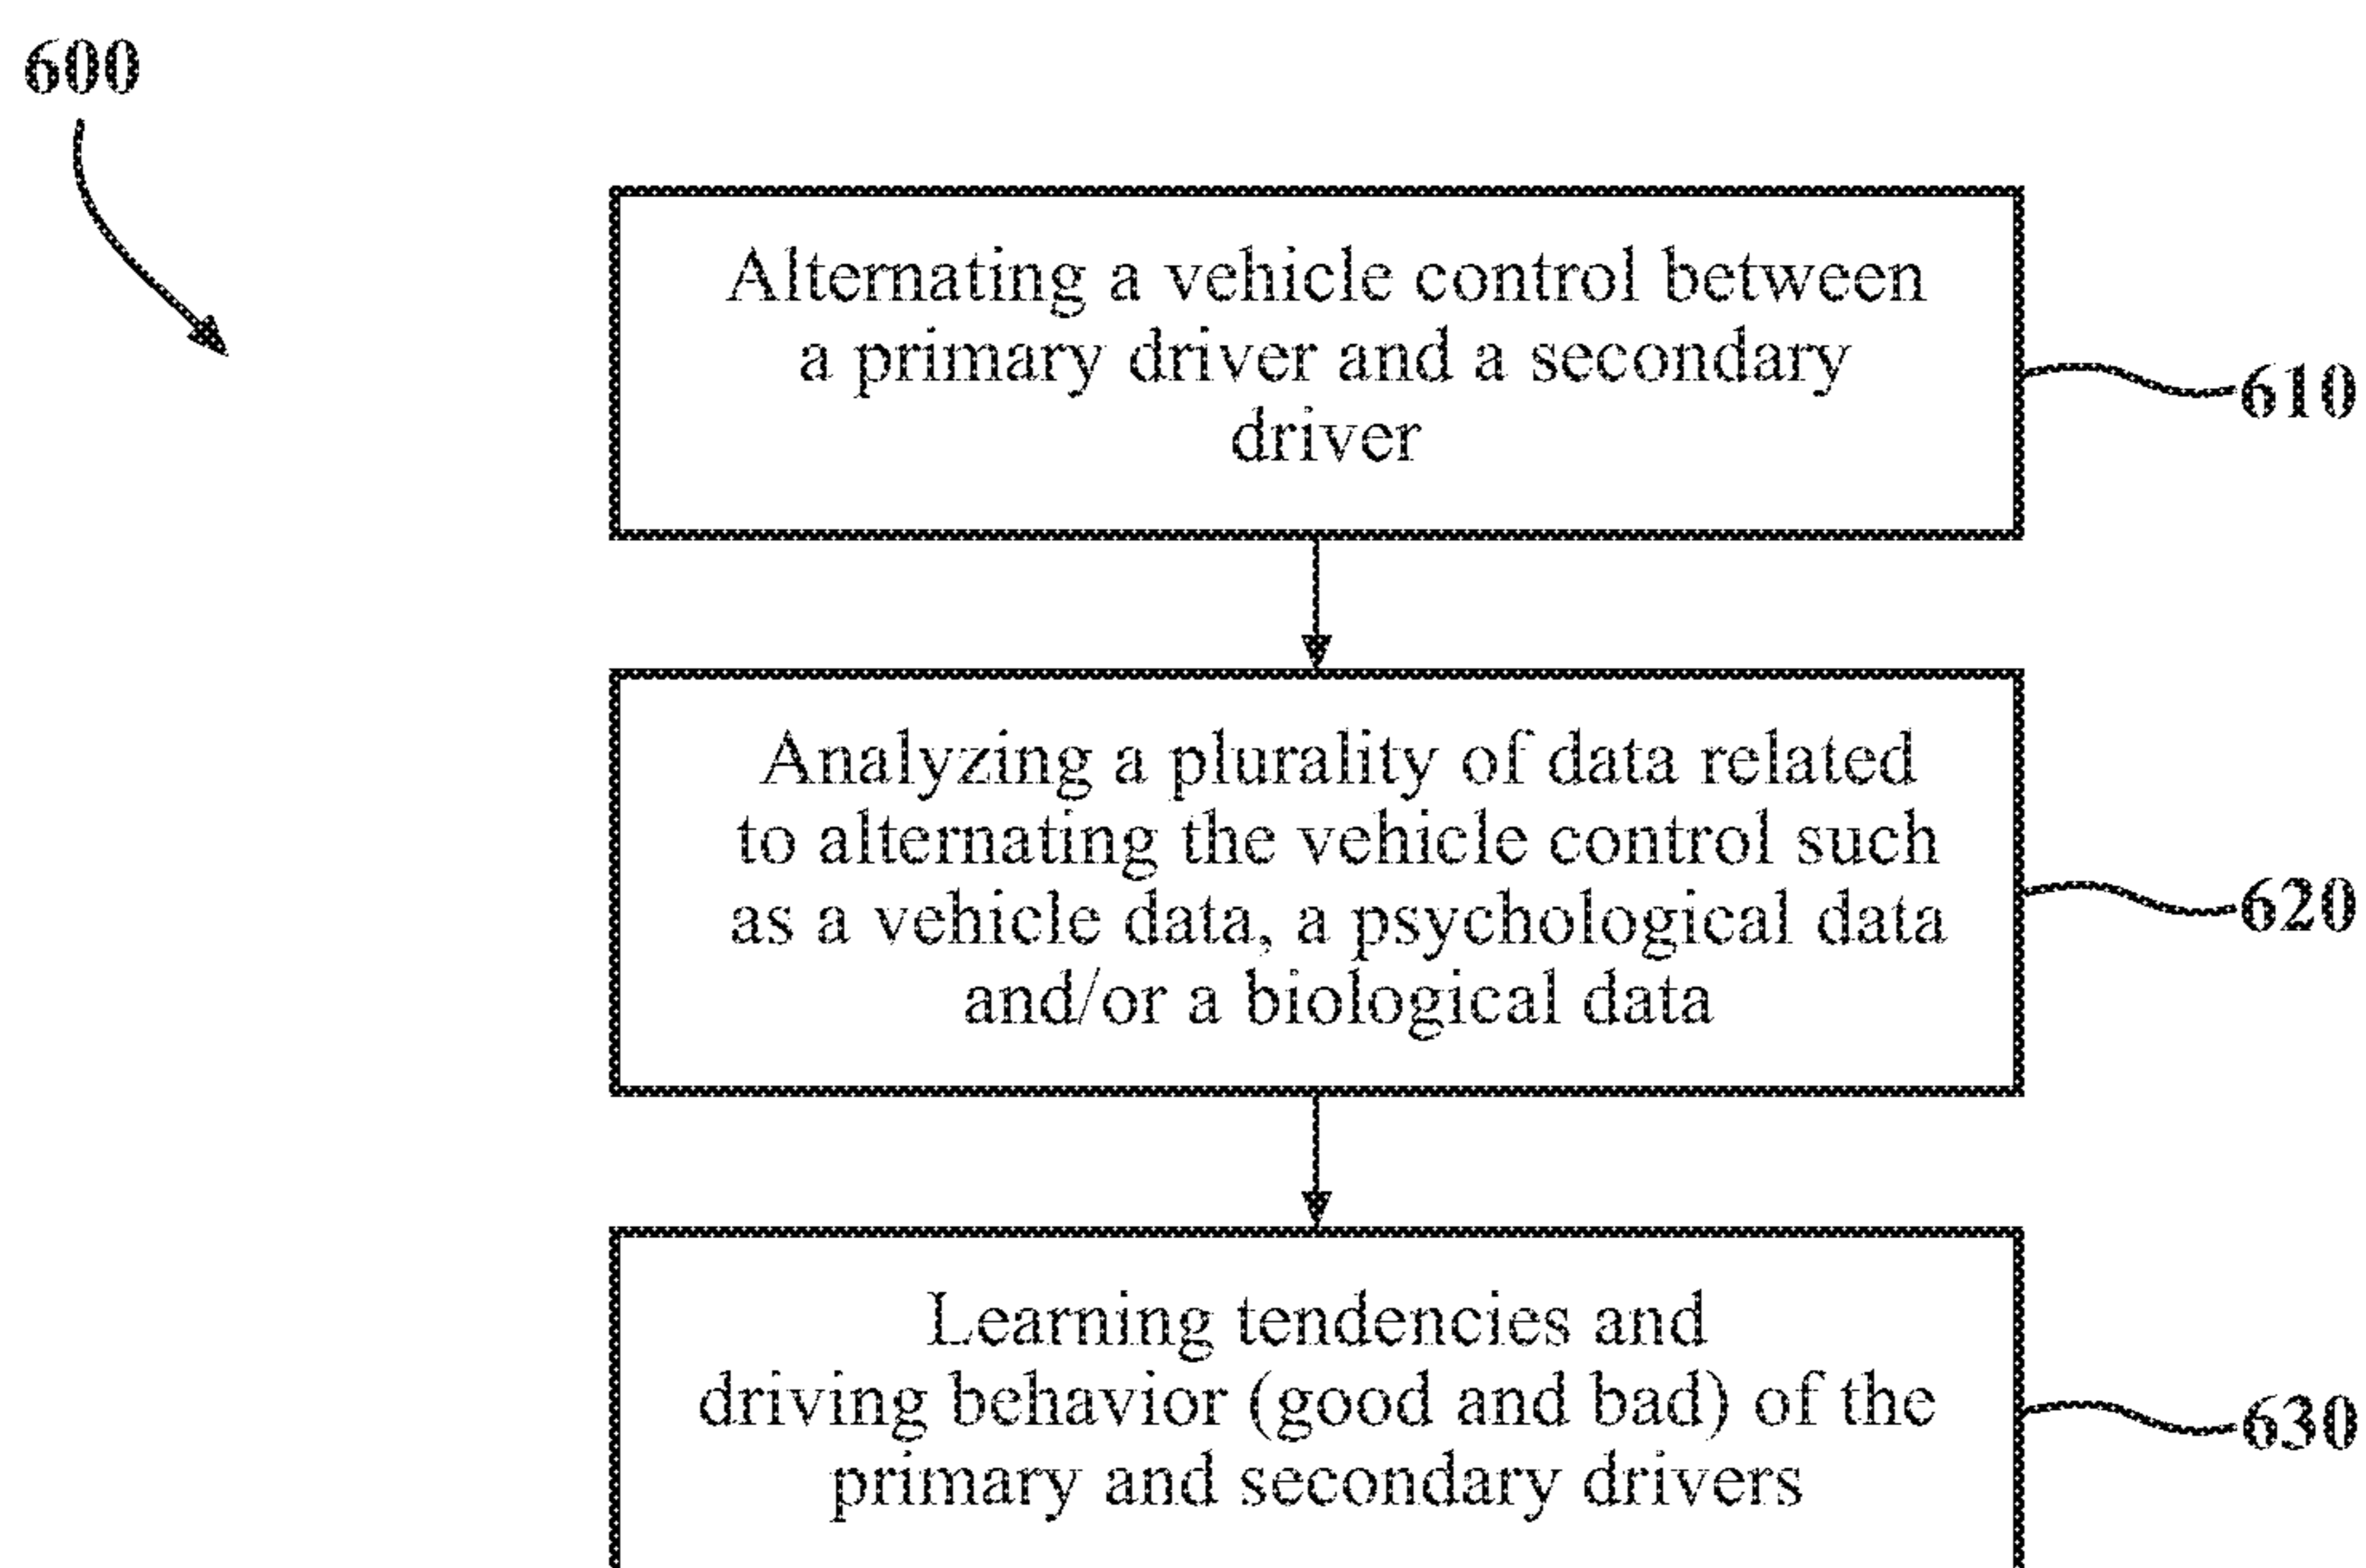 600
Alternating a vehicle control between
a primary driver and a secondary
driver
610
Analyzing a plurality of data related
to alternating the vehicle control such
as a vehicle data, a psychological data
and/or a biological data
620
Learning tendencies and
driving behavior (good and bad) of the
primary and secondary drivers
630